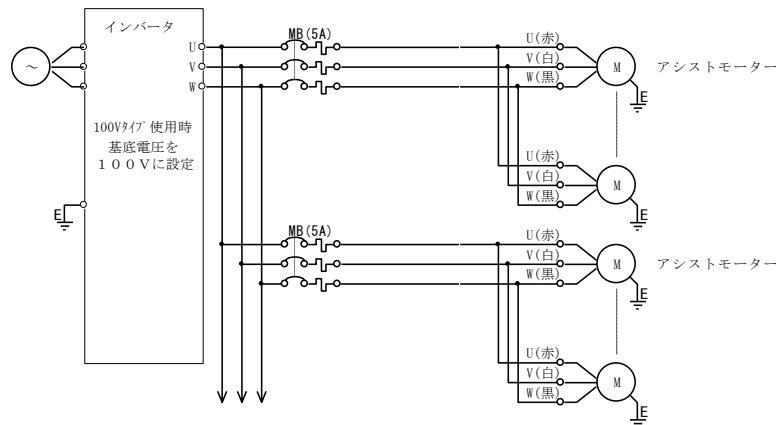 インバータ
MB(5A)
U
V
W
U(赤)
V(白)
W(黒)
M
アシストモーター
E
～
100Vタイプ使用時
基底電圧を
100Vに設定
U(赤)
V(白)
W(黒)
M
E
E
MB(5A)
U(赤)
V(白)
W(黒)
M
アシストモーター
E
U(赤)
V(白)
W(黒)
M
E